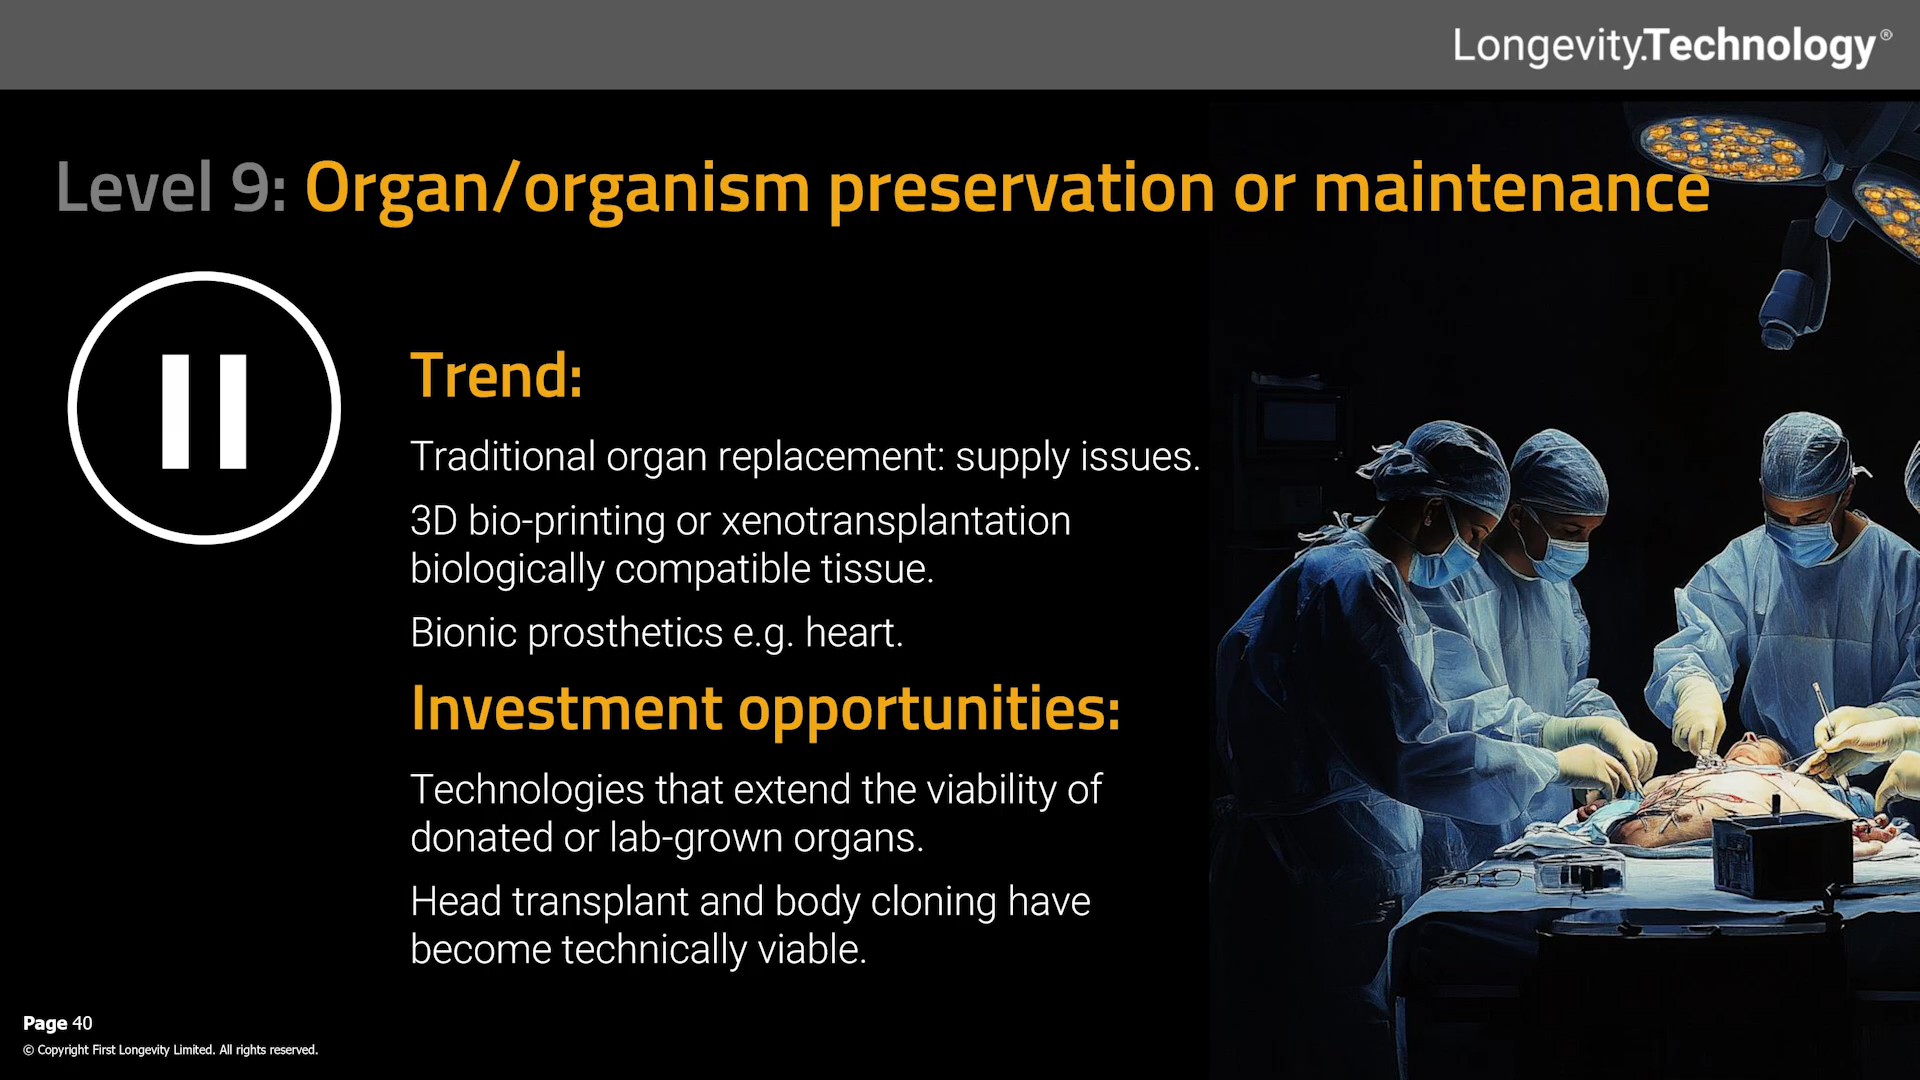 Longevity.Technology®
Level 9: Organ/organism preservation or maintenance
Trend:
Traditional organ replacement: supply issues.
3D bio-printing or xenotransplantation
biologically compatible tissue.
Bionic prosthetics e.g. heart.
Investment opportunities:
Technologies that extend the viability of
donated or lab-grown organs.
Head transplant and body cloning have
become technically viable.
Page 40
© Copyright First Longevity Limited. All rights reserved.